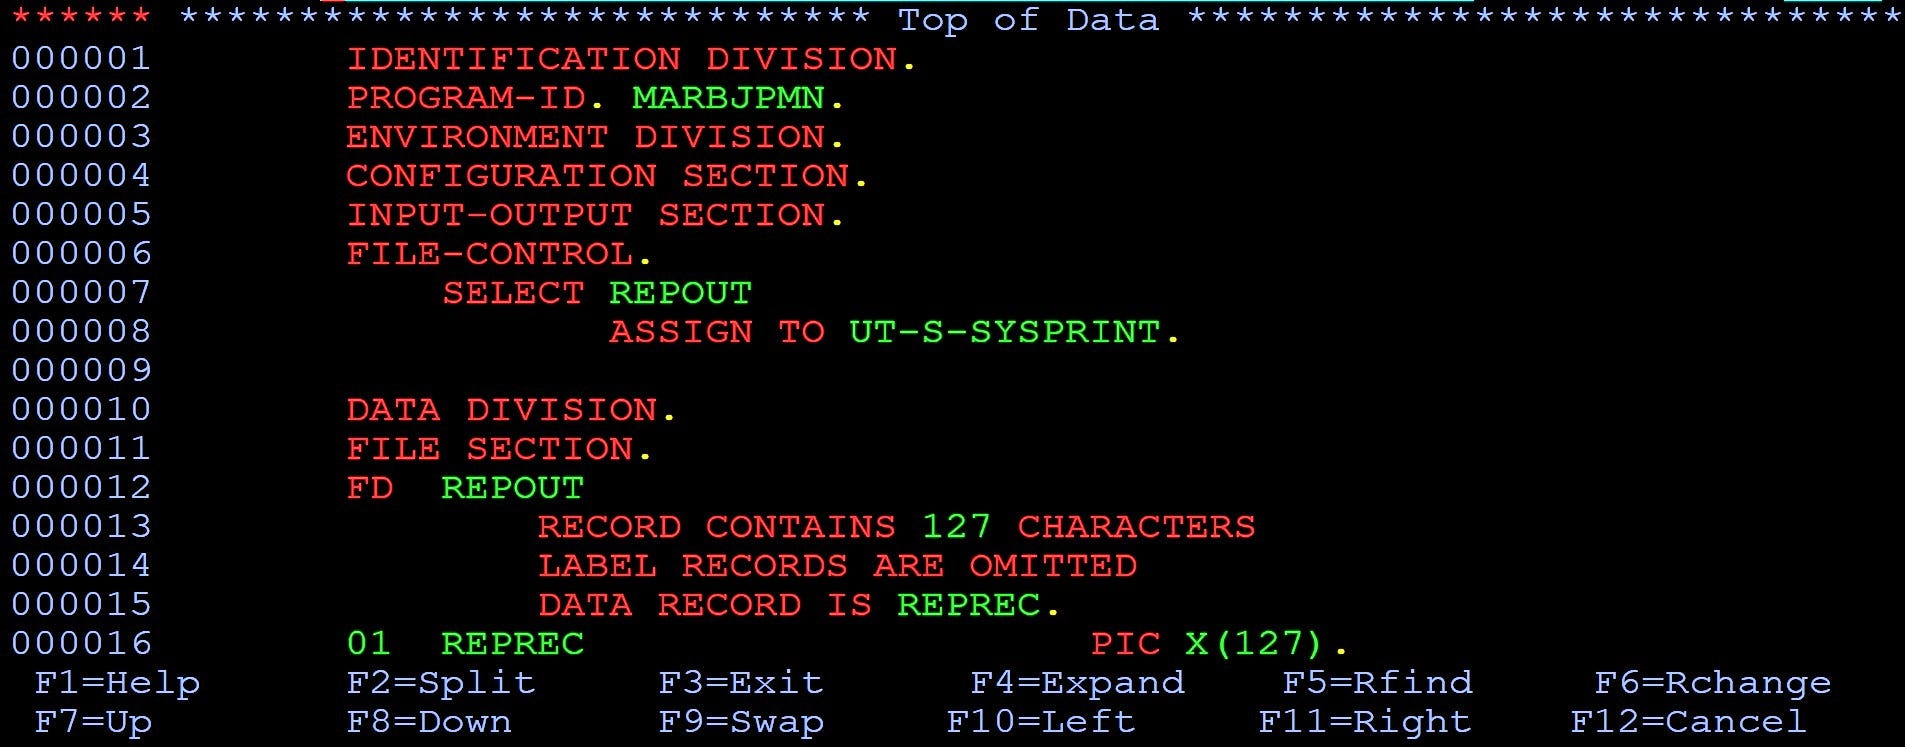 ****** ***************************** Top of Data ******************************
000001 IDENTIFICATION DIVISION.
000002 PROGRAM-ID. MARBJPMN.
000003 ENVIRONMENT DIVISION.
000004 CONFIGURATION SECTION.
000005 INPUT-OUTPUT SECTION.
000006 FILE-CONTROL.
000007 SELECT REPOUT
000008 ASSIGN TO UT-S-SYSPRINT.
000009
000010 DATA DIVISION.
000011 FILE SECTION.
000012 FD REPOUT
000013 RECORD CONTAINS 127 CHARACTERS
000014 LABEL RECORDS ARE OMITTED
000015 DATA RECORD IS REPREC.
000016 01 REPREC PIC X(127).
F1=Help F2=Split F3=Exit F4=Expand F5=Rfind F6=Rchange
F7=Up F8=Down F9=Swap F10=Left F11=Right F12=Cancel